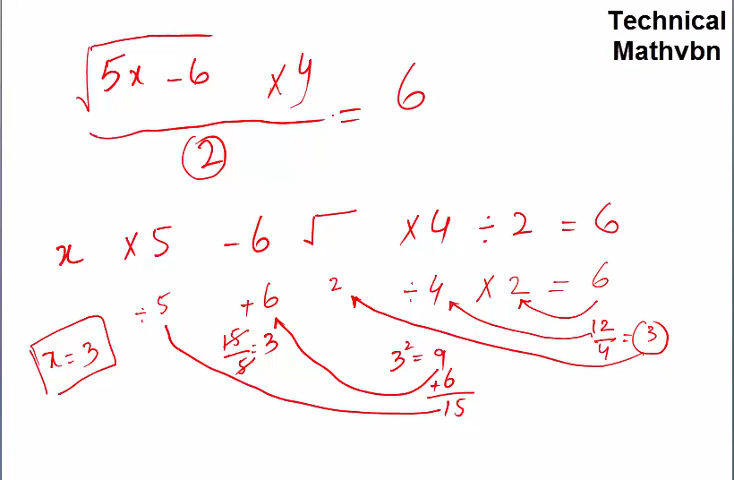 Technical
Mathvbn
√5x - 6 × 4
2
= 6
x × 5 - 6 √ × 4 ÷ 2 = 6
÷ 5 + 6 2 ÷ 4 × 2 = 6
x = 3
15/5 = 3
12/4 = 3
3² = 9
+6
15